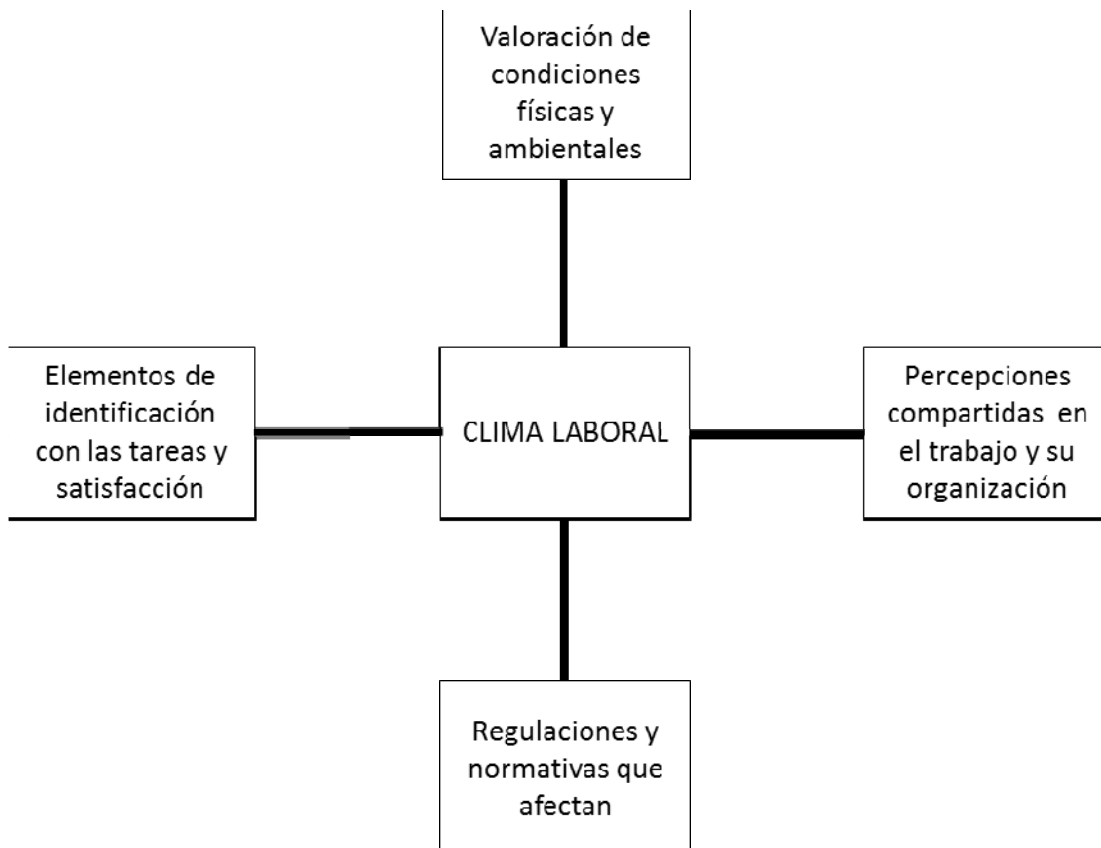 Valoración de
condiciones
físicas y
ambientales
Elementos de
identificación
con las tareas y
satisfacción
CLIMA LABORAL
Percepciones
compartidas en
el trabajo y su
organización
Regulaciones y
normativas que
afectan